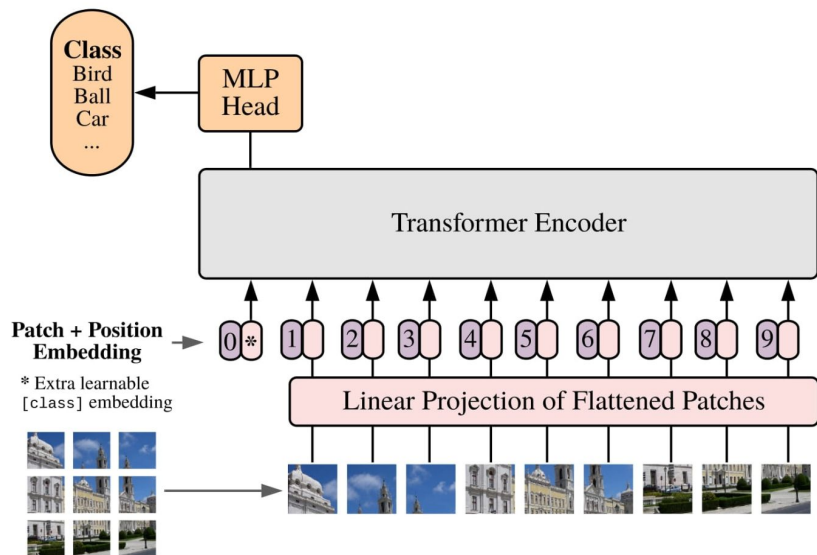 Class
Bird
Ball
Car
...
MLP
Head
Transformer Encoder
Patch + Position
Embedding
0 * 1 2 3 4 5 6 7 8 9
* Extra learnable
[class] embedding
Linear Projection of Flattened Patches